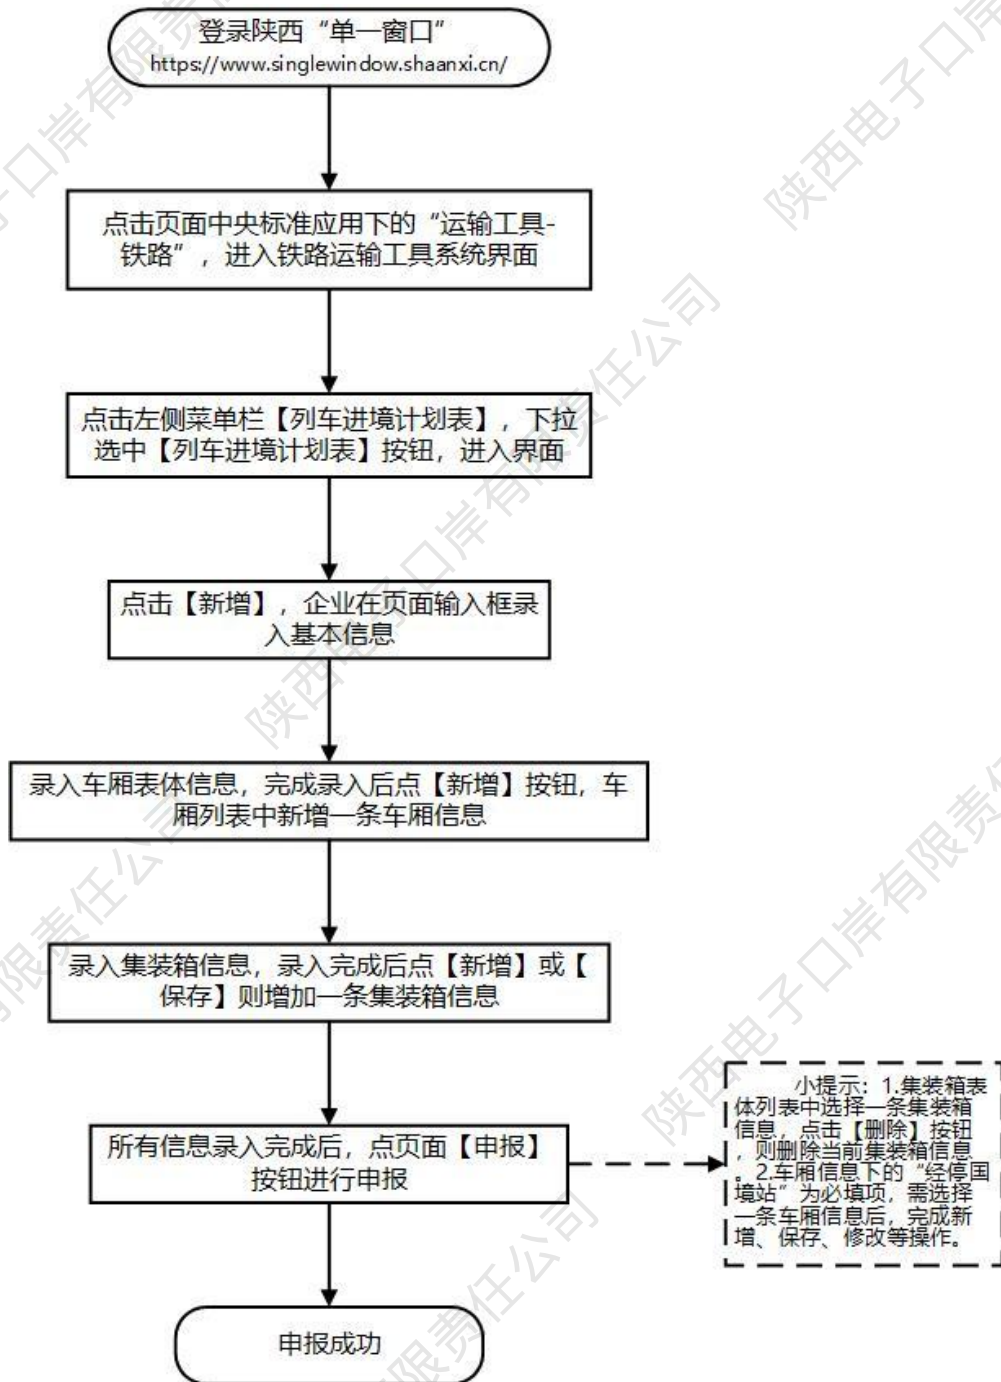 登录陕西“单一窗口”
https://www.singlewindow.shaanxi.cn/
点击页面中央标准应用下的“运输工具-
铁路”，进入铁路运输工具系统界面
点击左侧菜单栏【列车进境计划表】，下拉
选中【列车进境计划表】按钮，进入界面
点击【新增】，企业在页面输入框录
入基本信息
录入车厢表体信息，完成录入后点【新增】按钮，车
厢列表中新增一条车厢信息
录入集装箱信息，录入完成后点【新增】或【
保存】则增加一条集装箱信息
所有信息录入完成后，点页面【申报】
按钮进行申报
小提示：1.集装箱表
体列表中选择一条集装箱
信息，点击【删除】按钮
，则删除当前集装箱信息
。2.车厢信息下的“经停国
境站”为必填项，需选择
一条车厢信息后，完成新
增、保存、修改等操作。
申报成功
陕西电子口岸有限责任公司